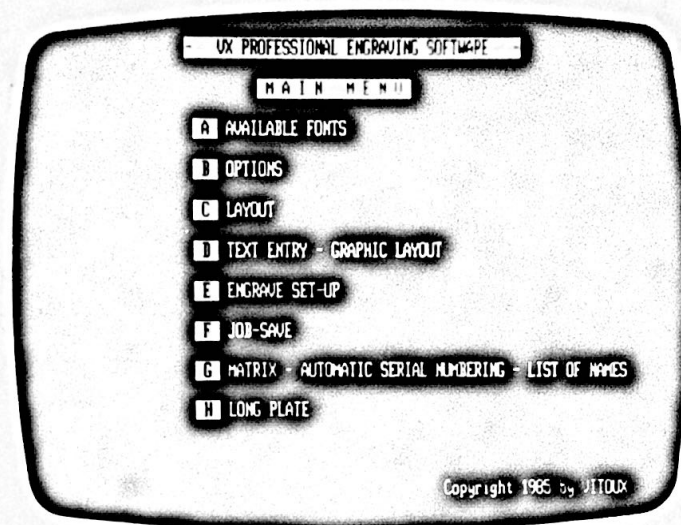 - VX PROFESSIONAL ENGRAVING SOFTWARE -
MAIN MENU
A AVAILABLE FONTS
B OPTIONS
C LAYOUT
D TEXT ENTRY - GRAPHIC LAYOUT
E ENGRAVE SET-UP
F JOB-SAVE
G MATRIX - AUTOMATIC SERIAL NUMBERING - LIST OF NAMES
H LONG PLATE
Copyright 1985 by VITOUX